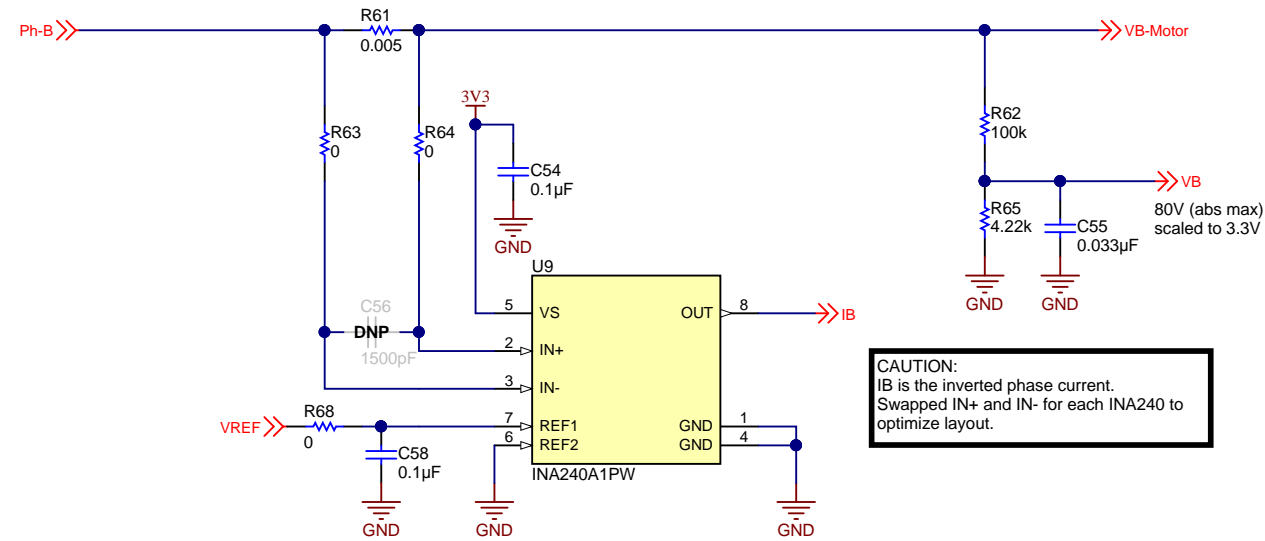 R61
Ph-B
VB-Motor
0.005
3V3
R63
0
R64
0
R62
100k
C54
0.1µF
GND
VB
80V (abs max)
scaled to 3.3V
R65
4.22k
C55
0.033µF
GND
GND
U9
C56
DNP
1500pF
5
VS
OUT
8
IB
2
IN+
3
IN-
CAUTION:
IB is the inverted phase current.
Swapped IN+ and IN- for each INA240 to
optimize layout.
R68
VREF
0
7
REF1
GND
1
6
REF2
GND
4
C58
0.1µF
INA240A1PW
GND
GND
GND